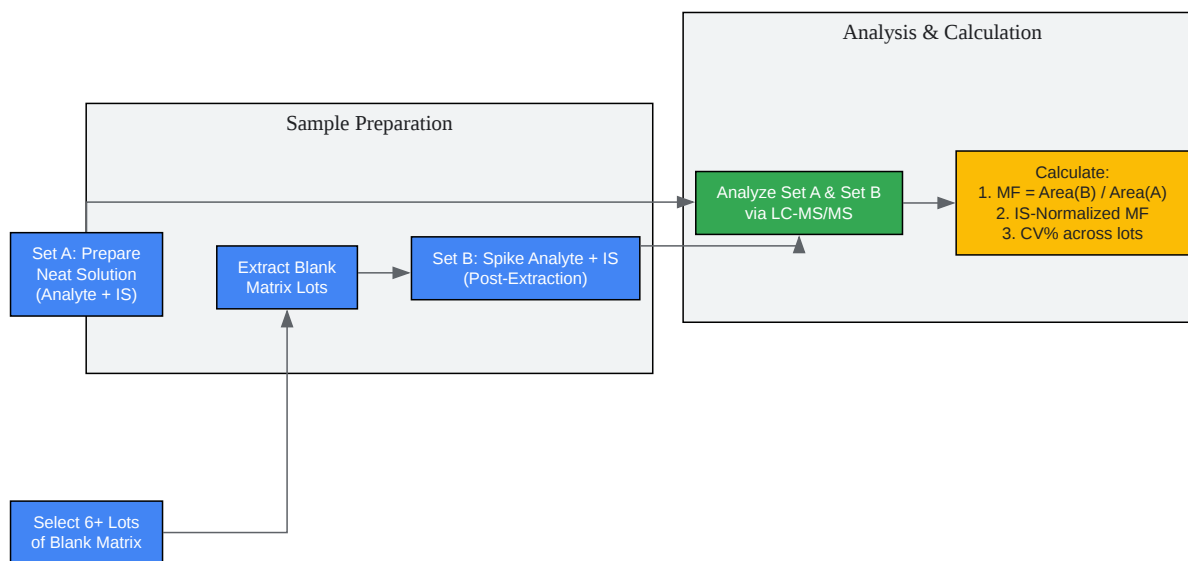 Analysis & Calculation
Sample Preparation
Set A: Prepare
Neat Solution
(Analyte + IS)
Extract Blank
Matrix Lots
Set B: Spike Analyte + IS
(Post-Extraction)
Analyze Set A & Set B
via LC-MS/MS
Calculate:
1. MF = Area(B) / Area(A)
2. IS-Normalized MF
3. CV% across lots
Select 6+ Lots
of Blank Matrix